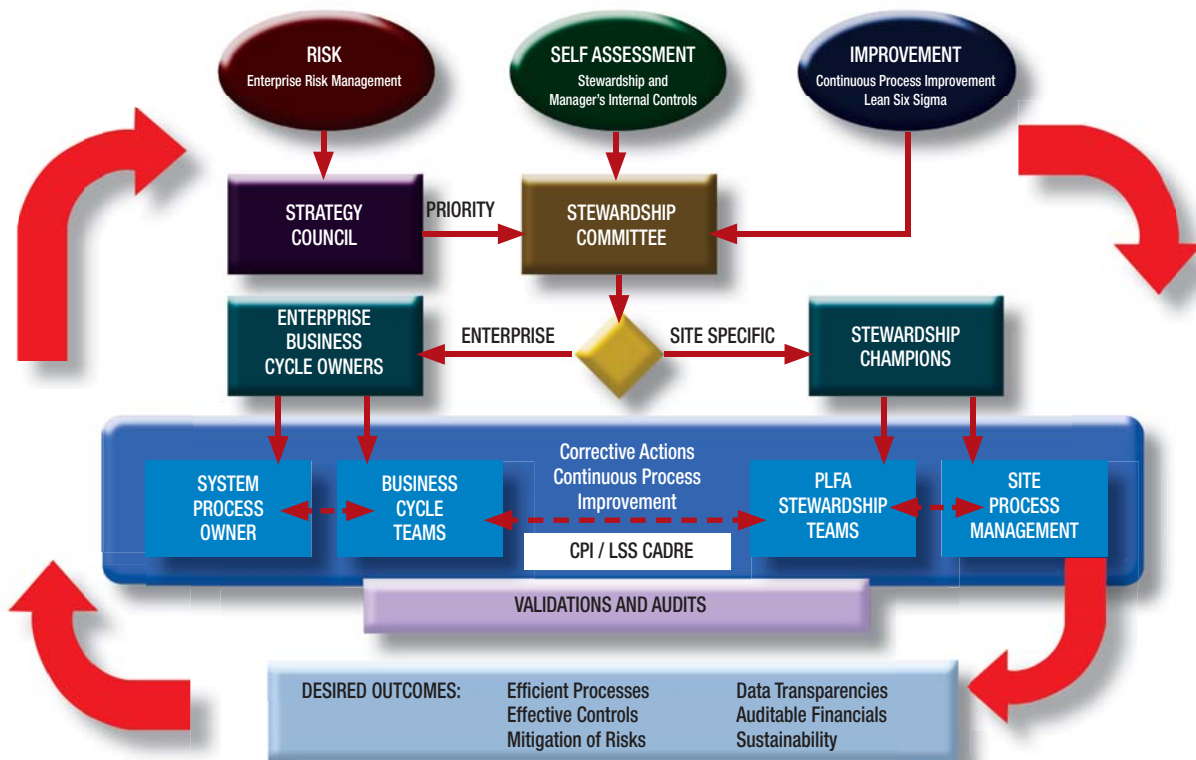 RISK
Enterprise Risk Management
SELF ASSESSMENT
Stewardship and
Manager's Internal Controls
IMPROVEMENT
Continuous Process Improvement
Lean Six Sigma
STRATEGY
COUNCIL
PRIORITY
STEWARDSHIP
COMMITTEE
ENTERPRISE
BUSINESS
CYCLE OWNERS
ENTERPRISE
SITE SPECIFIC
STEWARDSHIP
CHAMPIONS
SYSTEM
PROCESS
OWNER
BUSINESS
CYCLE
TEAMS
Corrective Actions
Continuous Process
Improvement
CPI / LSS CADRE
PLFA
STEWARDSHIP
TEAMS
SITE
PROCESS
MANAGEMENT
VALIDATIONS AND AUDITS
DESIRED OUTCOMES:
Efficient Processes
Effective Controls
Mitigation of Risks
Data Transparencies
Auditable Financials
Sustainability